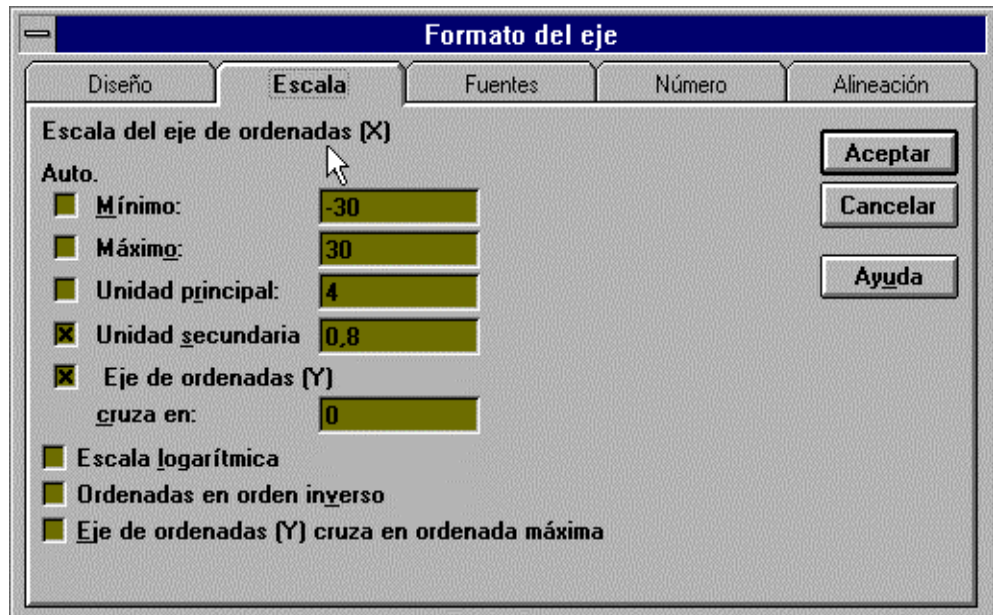 Formato del eje
Diseño Escala Fuentes Número Alineación
Escala del eje de ordenadas (X)
Aceptar
Auto.
Mínimo: -30
Cancelar
Máximo: 30
Ayuda
Unidad principal: 4
Unidad secundaria 0,8
Eje de ordenadas (Y)
cruza en: 0
Escala logarítmica
Ordenadas en orden inverso
Eje de ordenadas (Y) cruza en ordenada máxima